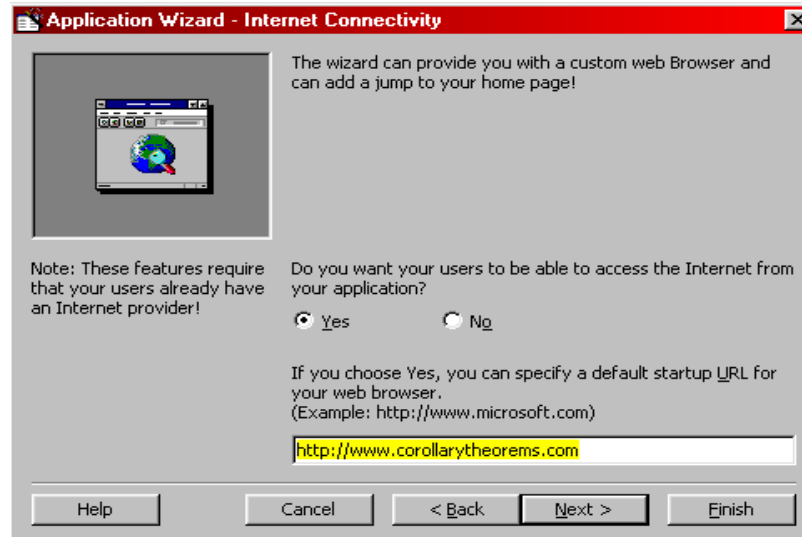 Application Wizard - Internet Connectivity
The wizard can provide you with a custom web Browser and
can add a jump to your home page!
Note: These features require
that your users already have
an Internet provider!
Do you want your users to be able to access the Internet from
your application?
Yes No
If you choose Yes, you can specify a default startup URL for
your web browser.
(Example: http://www.microsoft.com)
http://www.corollarytheorems.com
Help Cancel < Back Next > Finish